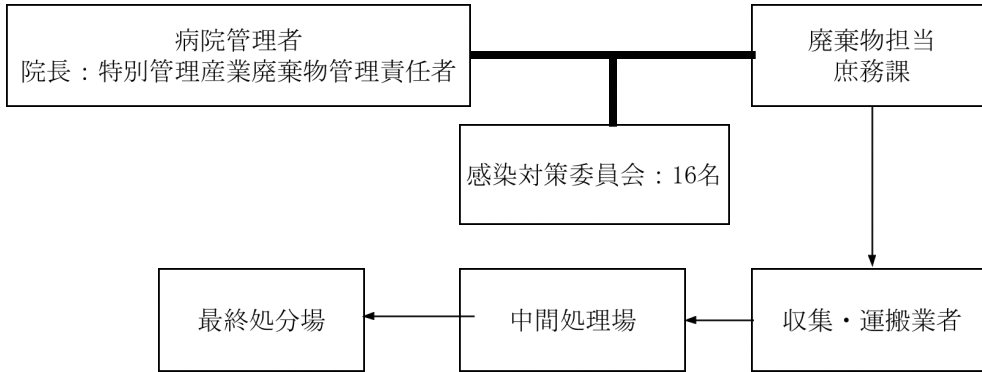 病院管理者
院長：特別管理産業廃棄物管理責任者
廃棄物担当
庶務課
感染対策委員会：16名
最終処分場
中間処理場
収集・運搬業者